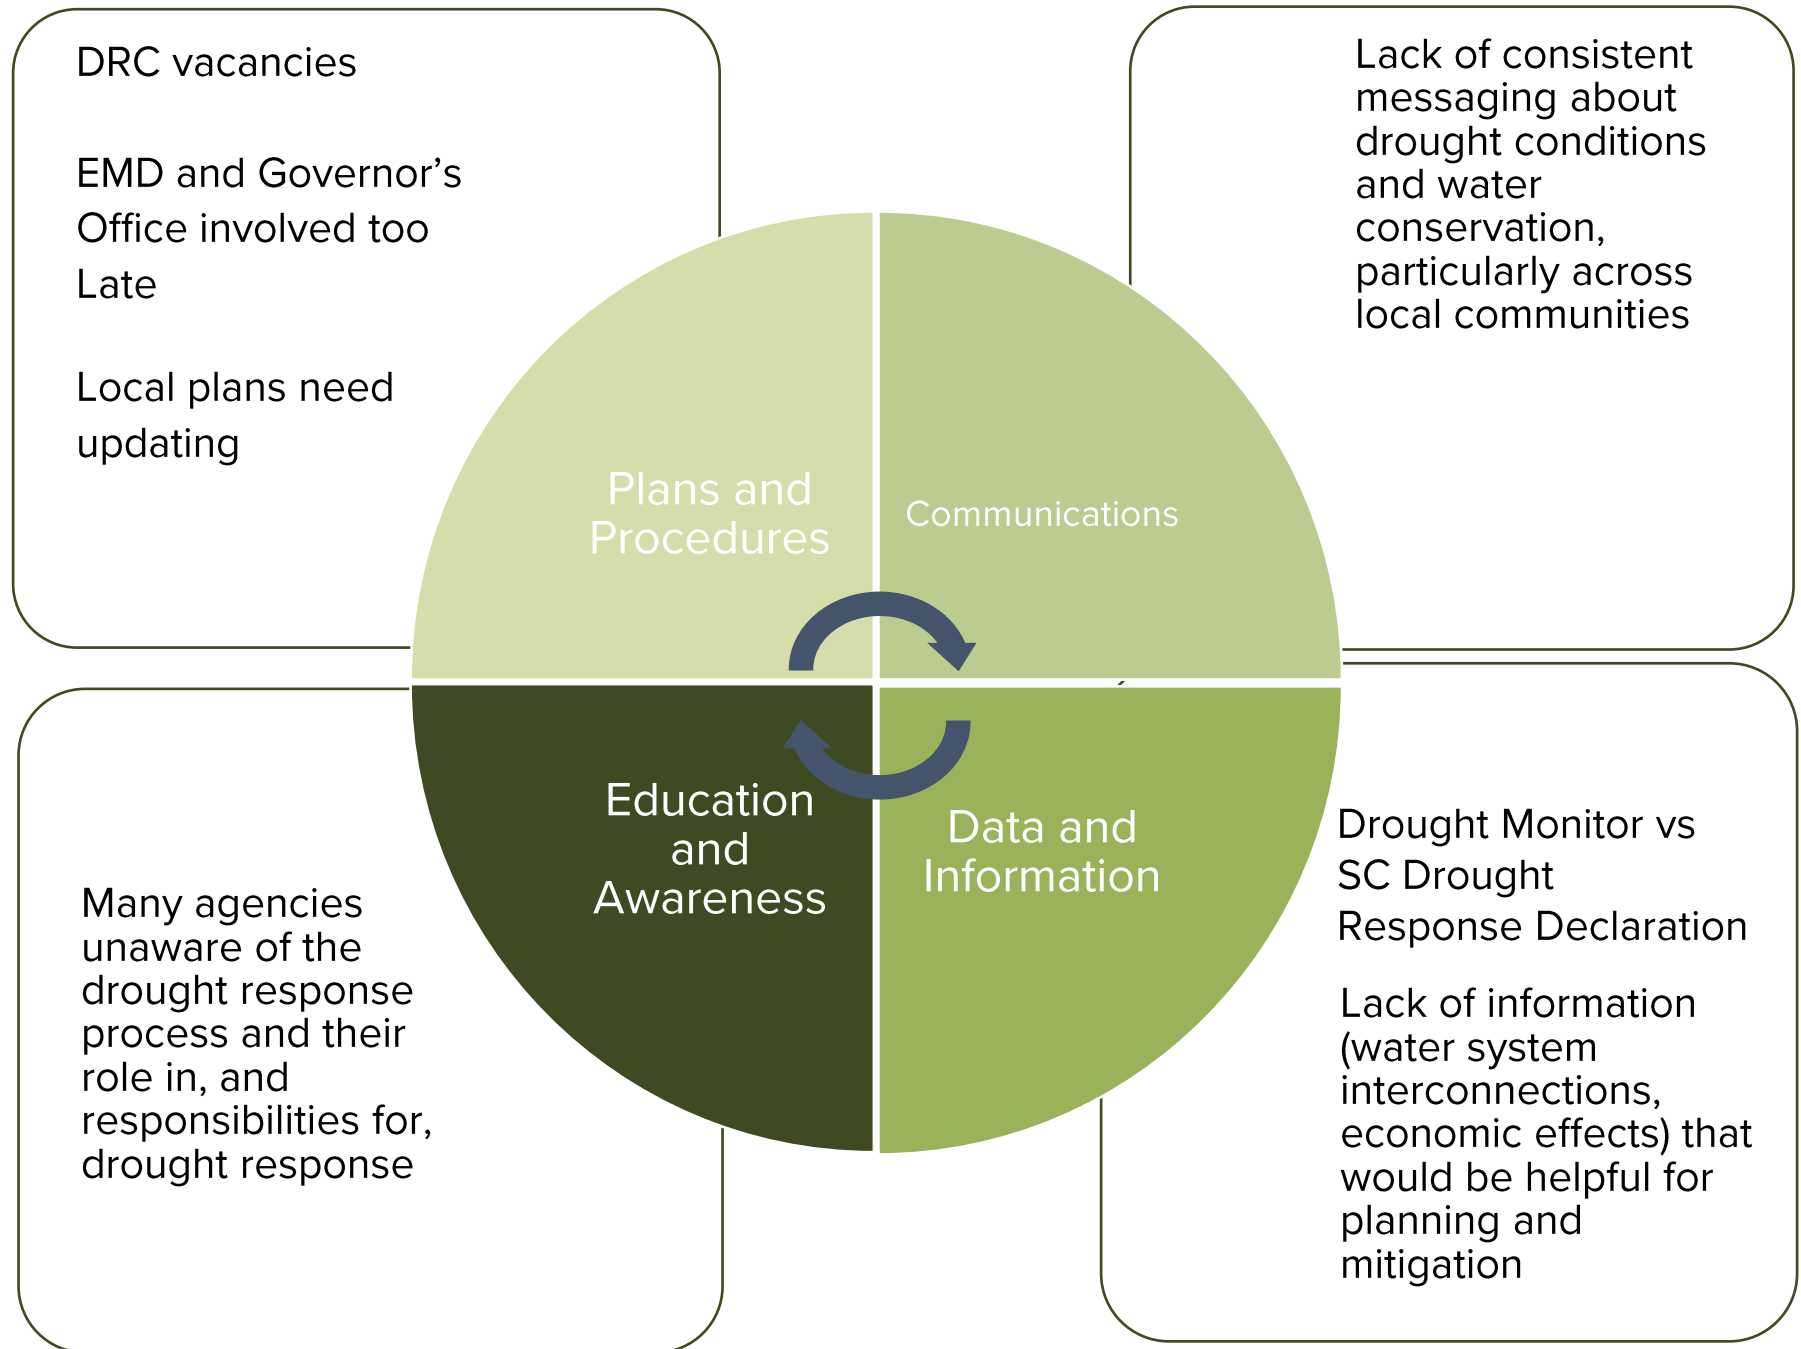 DRC vacancies
EMD and Governor’s
Office involved too
Late
Local plans need
updating
Lack of consistent
messaging about
drought conditions
and water
conservation,
particularly across
local communities
Plans and
Procedures
Communications
Education
and
Awareness
Data and
Information
Many agencies
unaware of the
drought response
process and their
role in, and
responsibilities for,
drought response
Drought Monitor vs
SC Drought
Response Declaration
Lack of information
(water system
interconnections,
economic effects) that
would be helpful for
planning and
mitigation